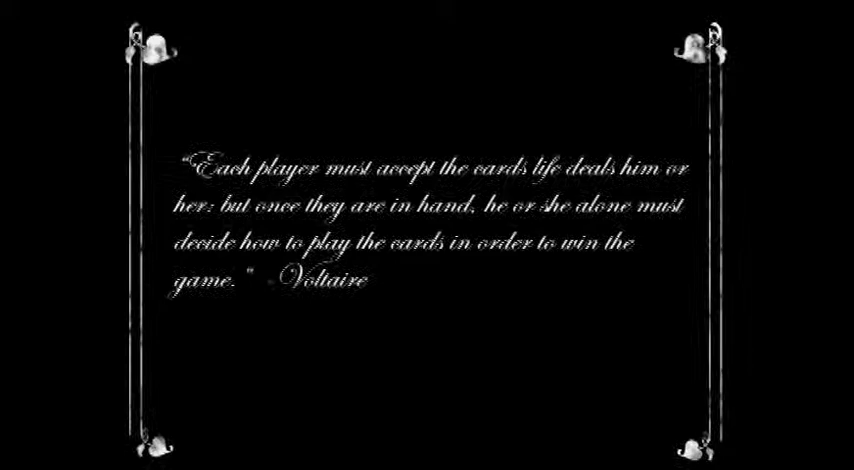 "Each player must accept the cards life deals him or
her: but once they are in hand, he or she alone must
decide how to play the cards in order to win the
game." -Voltaire